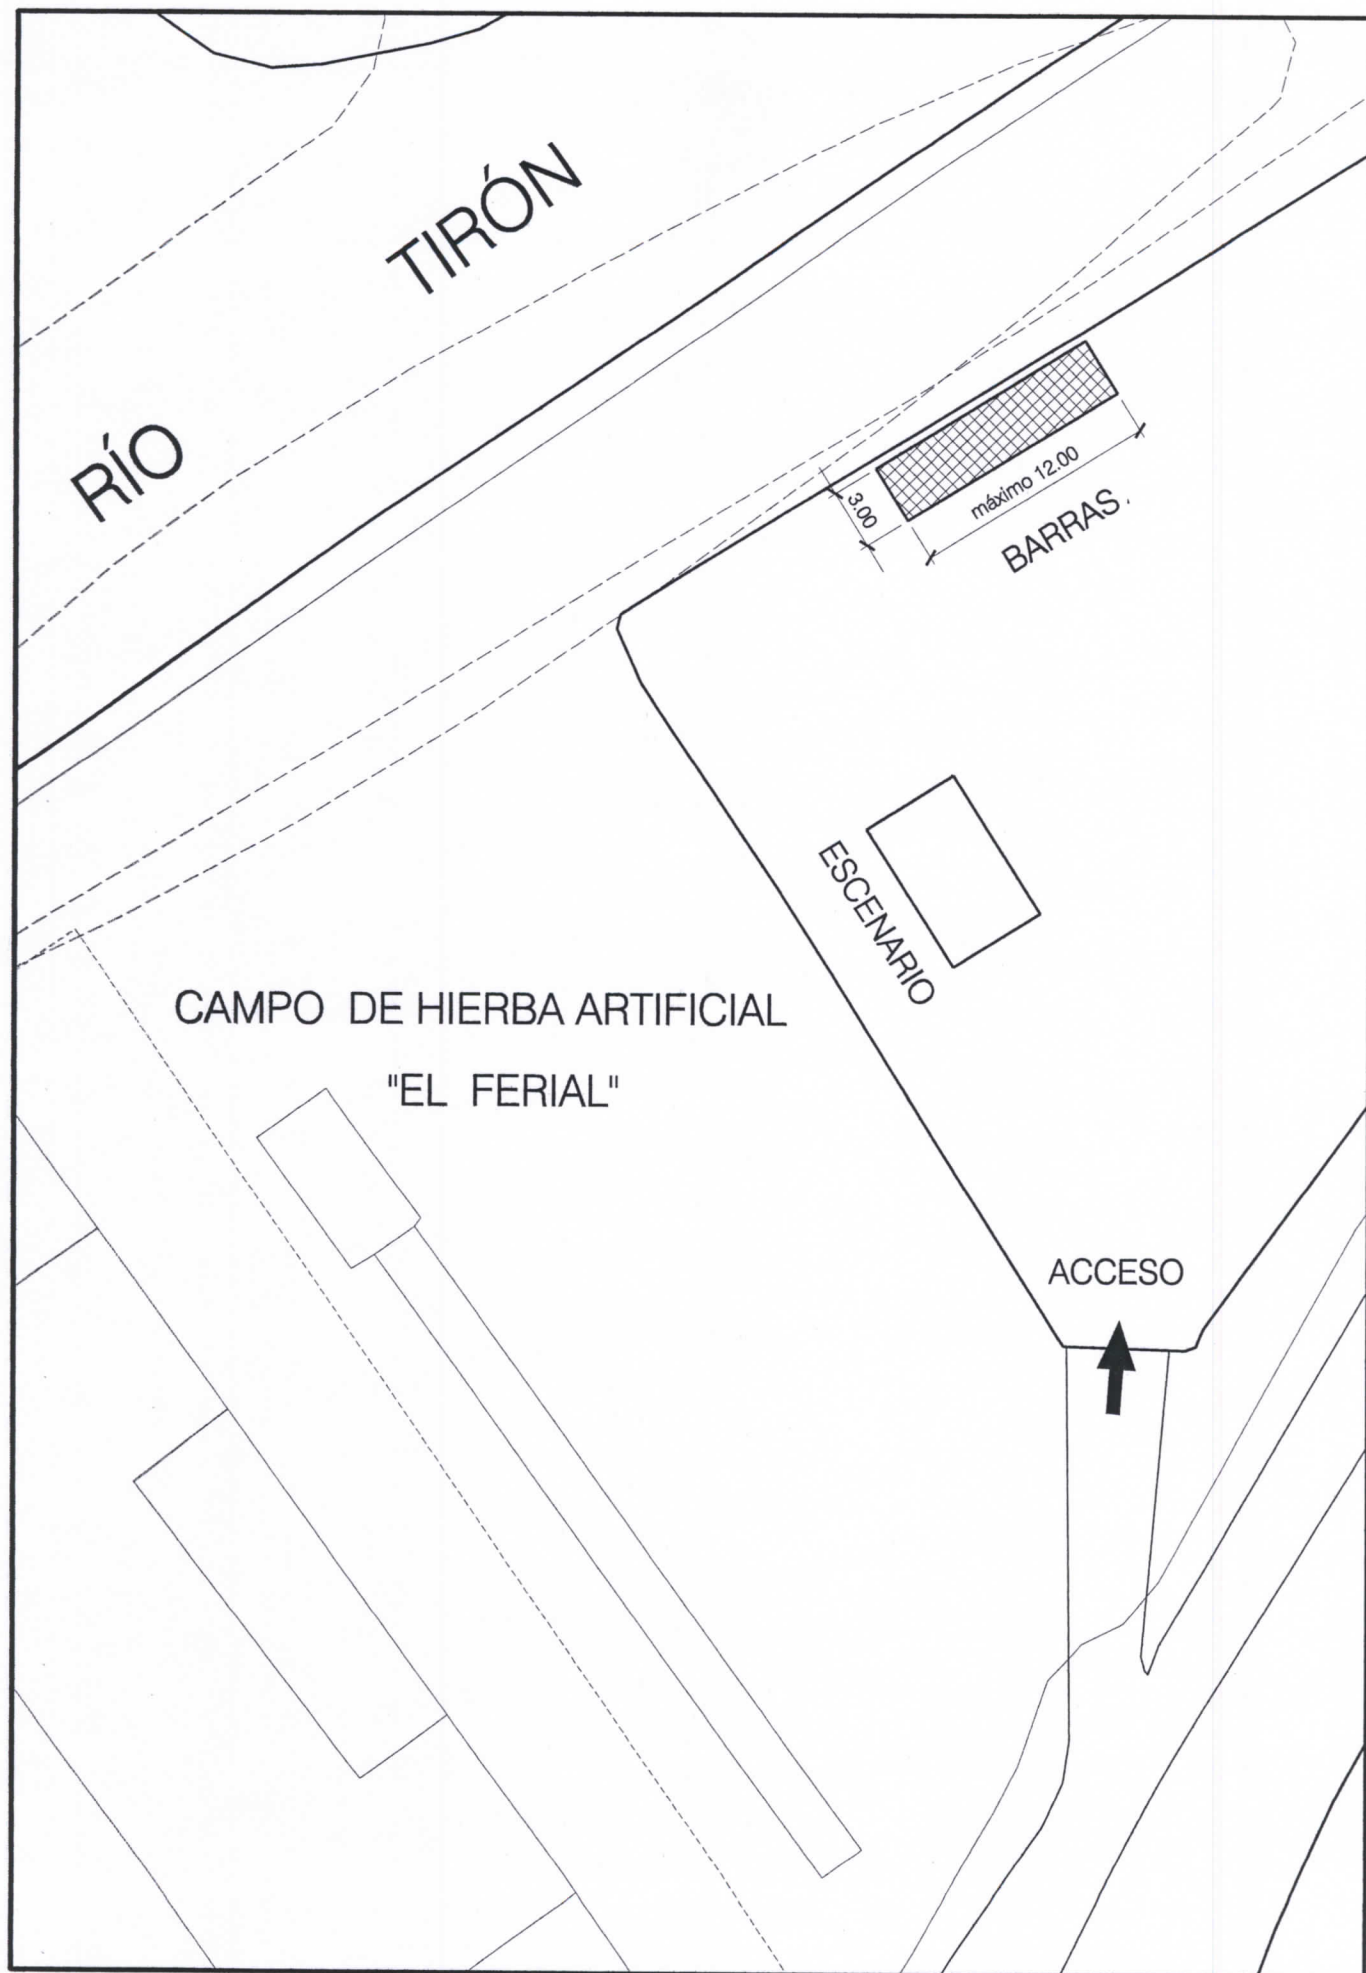 TIRÓN
RÍO
3.00
máximo 12.00
BARRAS.
ESCENARIO
CAMPO DE HIERBA ARTIFICIAL
"EL FERIAL"
ACCESO